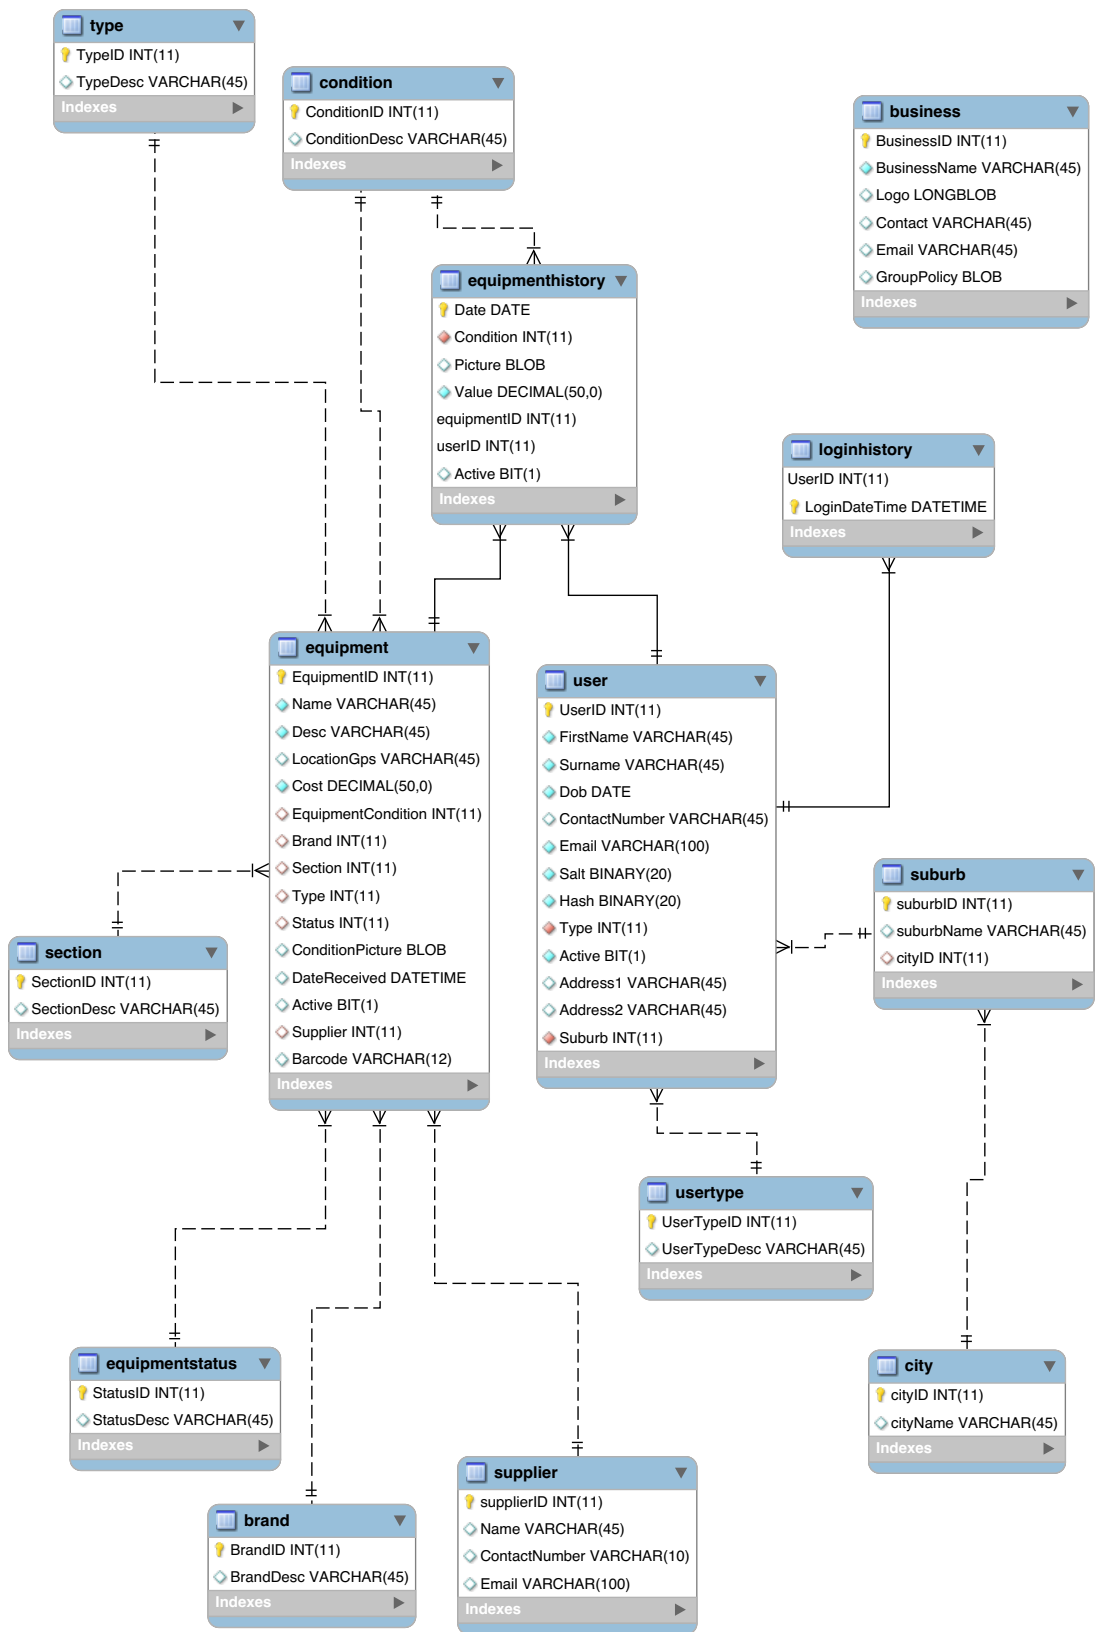 type
TypeID INT(11)
TypeDesc VARCHAR(45)
Indexes
condition
ConditionID INT(11)
ConditionDesc VARCHAR(45)
Indexes
business
BusinessID INT(11)
BusinessName VARCHAR(45)
Logo LONGBLOB
Contact VARCHAR(45)
Email VARCHAR(45)
GroupPolicy BLOB
Indexes
equipmenthistory
Date DATE
Condition INT(11)
Picture BLOB
Value DECIMAL(50,0)
equipmentID INT(11)
userID INT(11)
Active BIT(1)
Indexes
loginhistory
UserID INT(11)
LoginDateTime DATETIME
Indexes
equipment
EquipmentID INT(11)
Name VARCHAR(45)
Desc VARCHAR(45)
LocationGps VARCHAR(45)
Cost DECIMAL(50,0)
EquipmentCondition INT(11)
Brand INT(11)
Section INT(11)
Type INT(11)
Status INT(11)
ConditionPicture BLOB
DateReceived DATETIME
Active BIT(1)
Supplier INT(11)
Barcode VARCHAR(12)
Indexes
user
UserID INT(11)
FirstName VARCHAR(45)
Surname VARCHAR(45)
Dob DATE
ContactNumber VARCHAR(45)
Email VARCHAR(100)
Salt BINARY(20)
Hash BINARY(20)
Type INT(11)
Active BIT(1)
Address1 VARCHAR(45)
Address2 VARCHAR(45)
Suburb INT(11)
Indexes
suburb
suburbID INT(11)
suburbName VARCHAR(45)
cityID INT(11)
Indexes
section
SectionID INT(11)
SectionDesc VARCHAR(45)
Indexes
usertype
UserTypeID INT(11)
UserTypeDesc VARCHAR(45)
Indexes
equipmentstatus
StatusID INT(11)
StatusDesc VARCHAR(45)
Indexes
city
cityID INT(11)
cityName VARCHAR(45)
Indexes
supplier
supplierID INT(11)
Name VARCHAR(45)
ContactNumber VARCHAR(10)
Email VARCHAR(100)
Indexes
brand
BrandID INT(11)
BrandDesc VARCHAR(45)
Indexes